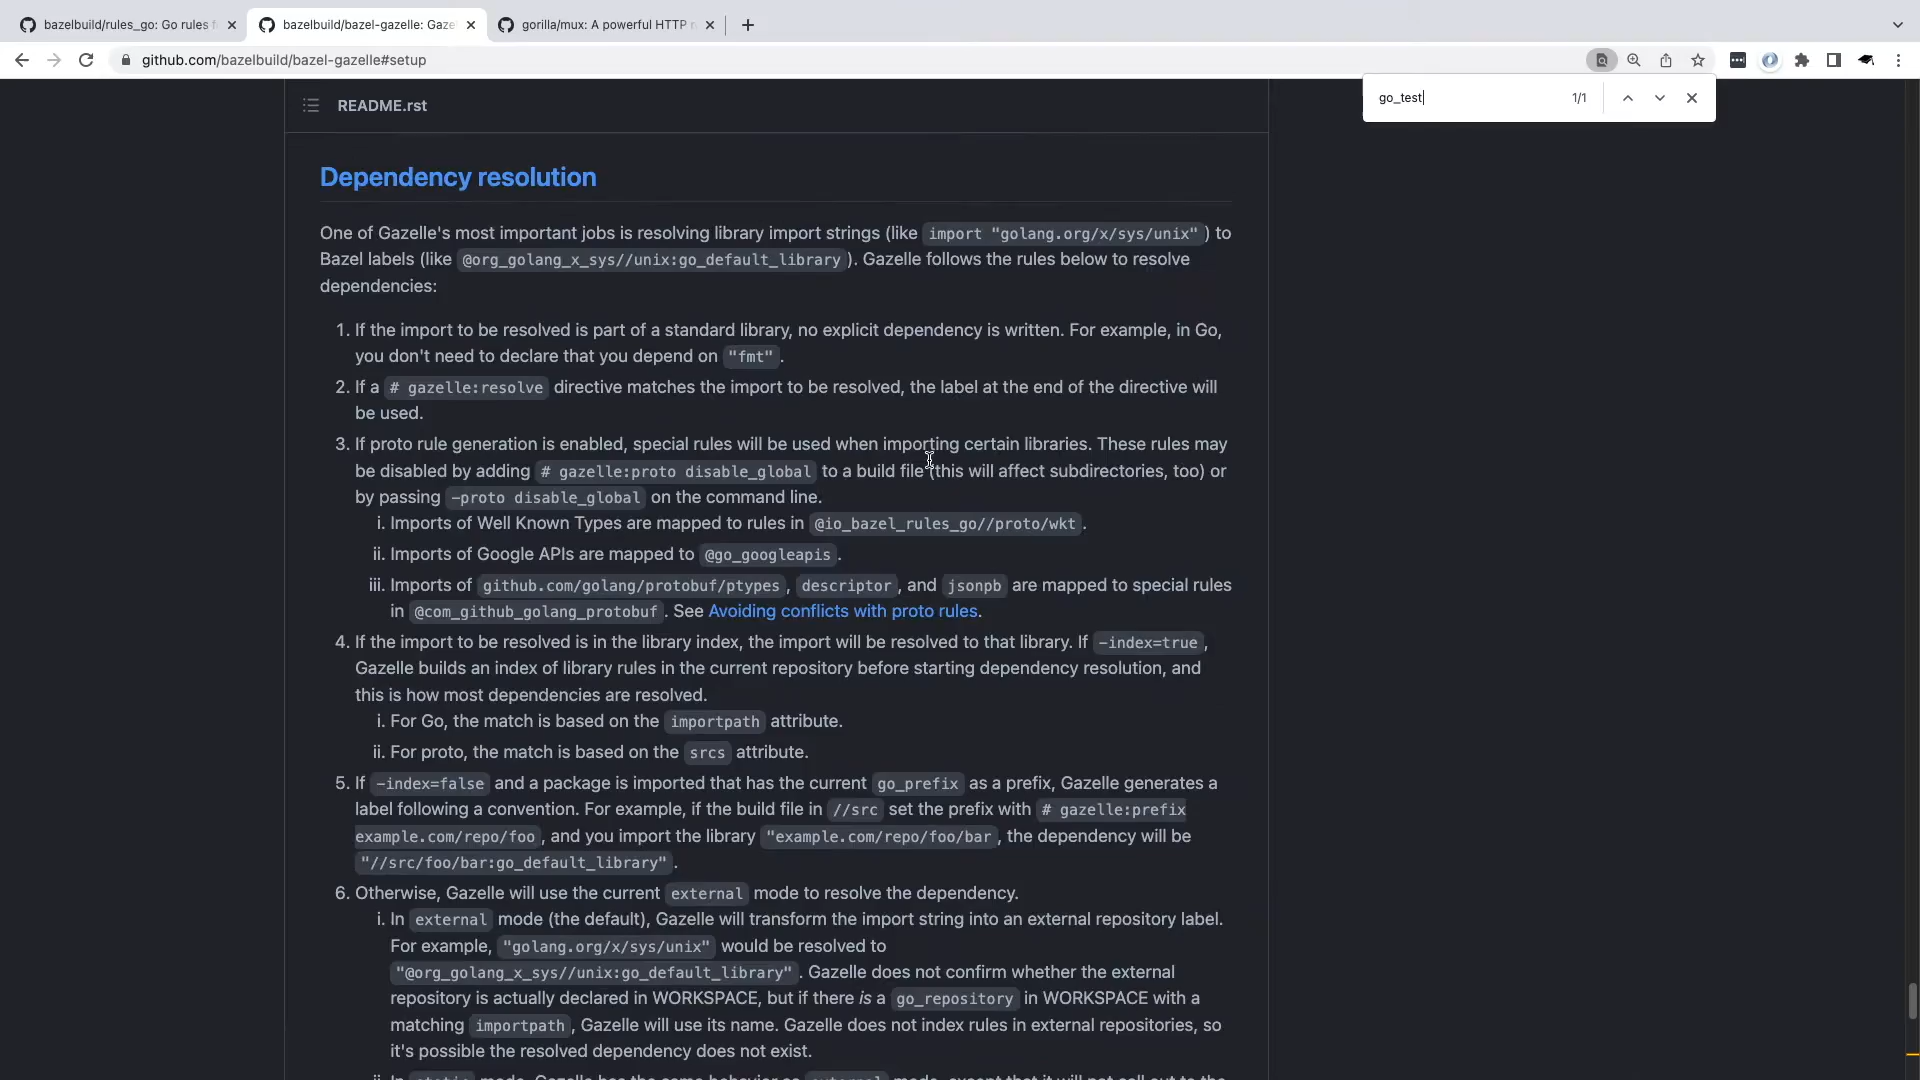 bazelbuild/rules_go: Go rules f
bazelbuild/bazel-gazelle: Gaze
gorilla/mux: A powerful HTTP r
github.com/bazelbuild/bazel-gazelle#setup
go_test 1/1
README.rst
Dependency resolution
One of Gazelle's most important jobs is resolving library import strings (like import "golang.org/x/sys/unix" ) to
Bazel labels (like @org_golang_x_sys//unix:go_default_library ). Gazelle follows the rules below to resolve
dependencies:
1. If the import to be resolved is part of a standard library, no explicit dependency is written. For example, in Go,
you don't need to declare that you depend on "fmt" .
2. If a # gazelle:resolve directive matches the import to be resolved, the label at the end of the directive will
be used.
3. If proto rule generation is enabled, special rules will be used when importing certain libraries. These rules may
be disabled by adding # gazelle:proto disable_global to a build file (this will affect subdirectories, too) or
by passing -proto disable_global on the command line.
i. Imports of Well Known Types are mapped to rules in @io_bazel_rules_go//proto/wkt .
ii. Imports of Google APIs are mapped to @go_googleapis .
iii. Imports of github.com/golang/protobuf/ptypes , descriptor , and jsonpb are mapped to special rules
in @com_github_golang_protobuf . See Avoiding conflicts with proto rules.
4. If the import to be resolved is in the library index, the import will be resolved to that library. If -index=true ,
Gazelle builds an index of library rules in the current repository before starting dependency resolution, and
this is how most dependencies are resolved.
i. For Go, the match is based on the importpath attribute.
ii. For proto, the match is based on the srcs attribute.
5. If -index=false and a package is imported that has the current go_prefix as a prefix, Gazelle generates a
label following a convention. For example, if the build file in //src set the prefix with # gazelle:prefix
example.com/repo/foo , and you import the library "example.com/repo/foo/bar , the dependency will be
"//src/foo/bar:go_default_library" .
6. Otherwise, Gazelle will use the current external mode to resolve the dependency.
i. In external mode (the default), Gazelle will transform the import string into an external repository label.
For example, "golang.org/x/sys/unix" would be resolved to
"@org_golang_x_sys//unix:go_default_library" . Gazelle does not confirm whether the external
repository is actually declared in WORKSPACE, but if there is a go_repository in WORKSPACE with a
matching importpath , Gazelle will use its name. Gazelle does not index rules in external repositories, so
it's possible the resolved dependency does not exist.
ii. In static mode, Gazelle has the same behavior as external mode, except that it will not call out to the